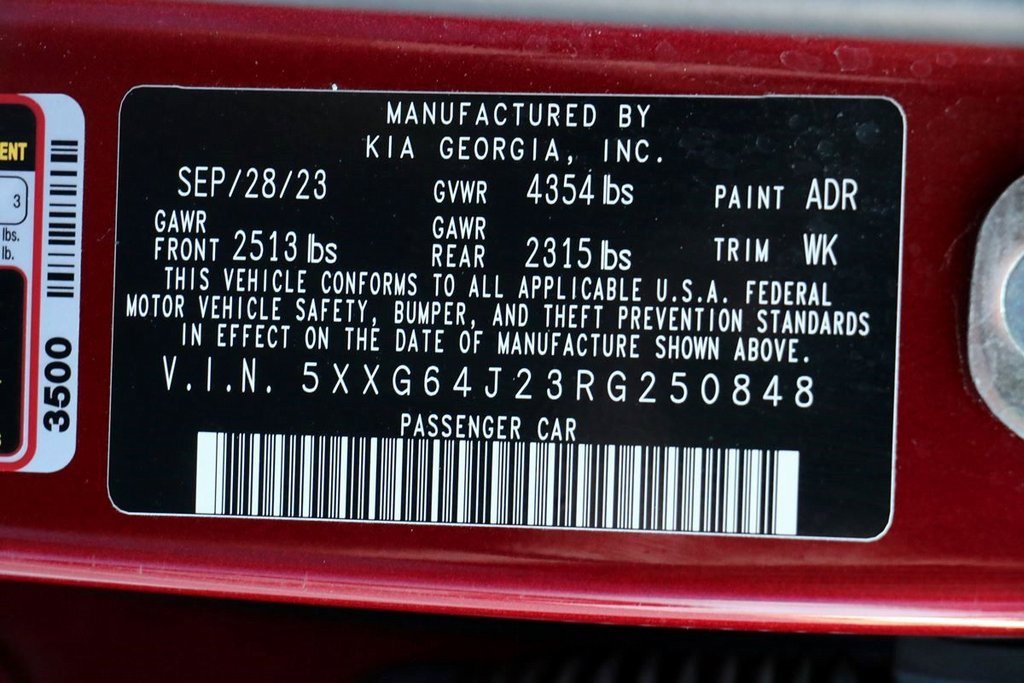 MANUFACTURED BY
KIA GEORGIA, INC.
SEP/28/23 GVWR 4354 lbs PAINT ADR
GAWR FRONT 2513 lbs GAWR REAR 2315 lbs TRIM WK
THIS VEHICLE CONFORMS TO ALL APPLICABLE U.S.A. FEDERAL
MOTOR VEHICLE SAFETY, BUMPER, AND THEFT PREVENTION STANDARDS
IN EFFECT ON THE DATE OF MANUFACTURE SHOWN ABOVE.
V.I.N. 5XXG64J23RG250848
PASSENGER CAR
ENT
3
lbs.
lb.
3500